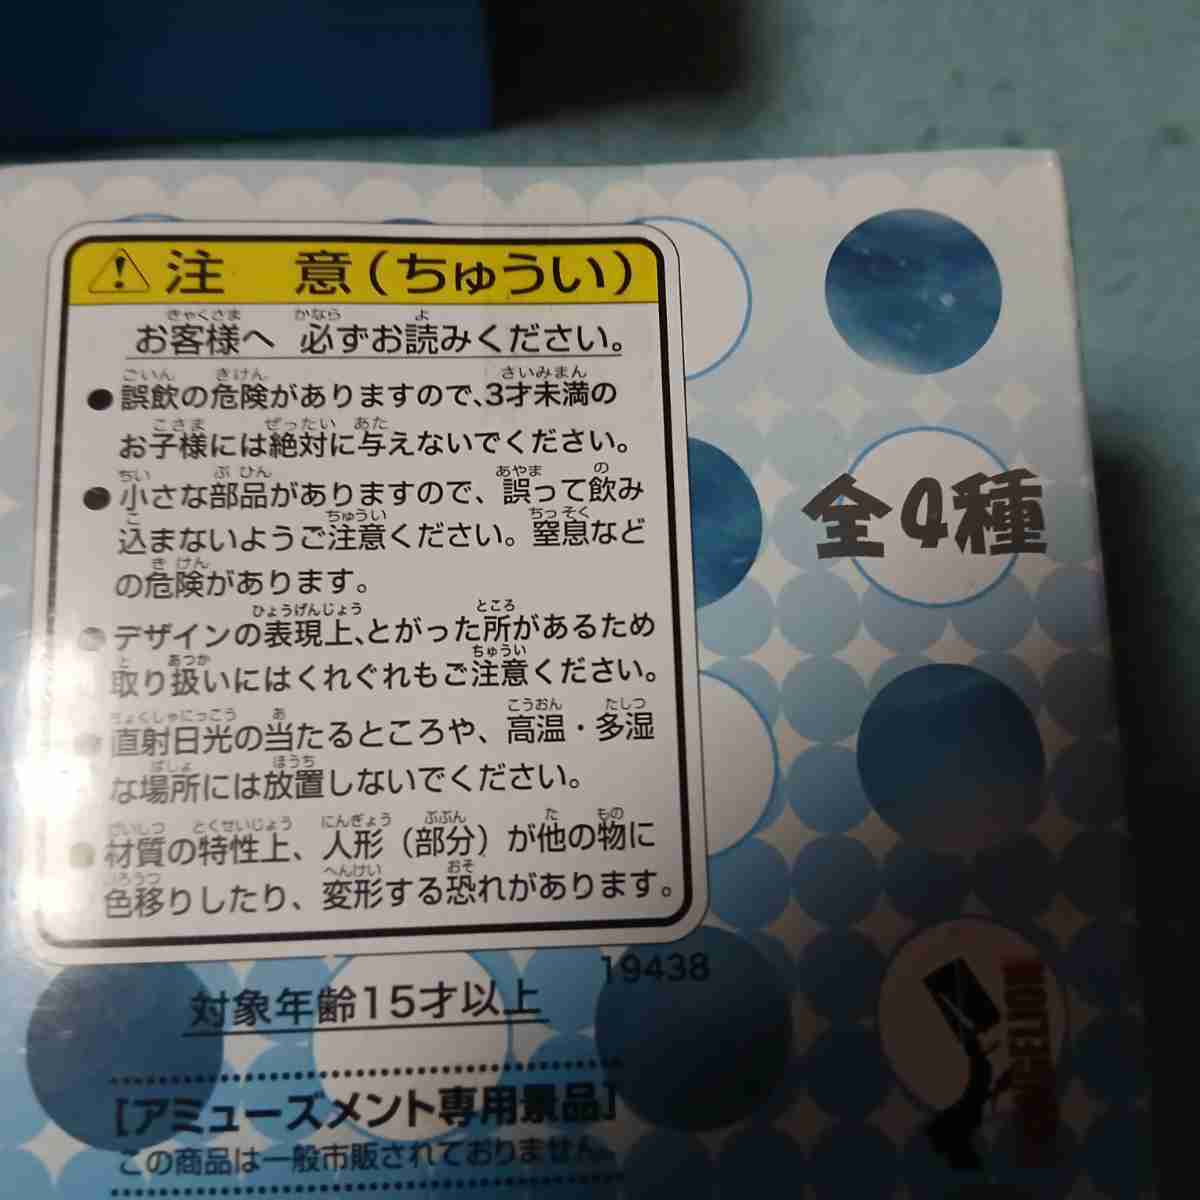 注 意(ちゅうい)
お客様へ 必ずお読みください。
●誤飲の危険がありますので、3才未満の
お子様には絶対に与えないでください。
●小さな部品がありますので、誤って飲み
込まないようご注意ください。窒息など
の危険があります。
●デザインの表現上、とがった所があるため
取り扱いにはくれぐれもご注意ください。
●直射日光の当たるところや、高温・多湿
な場所には放置しないでください。
●材質の特性上、人形(部分)が他の物に
色移りしたり、変形する恐れがあります。
全4種
19438
対象年齢15才以上
[アミューズメント専用景品]
この商品は一般市販されておりません。